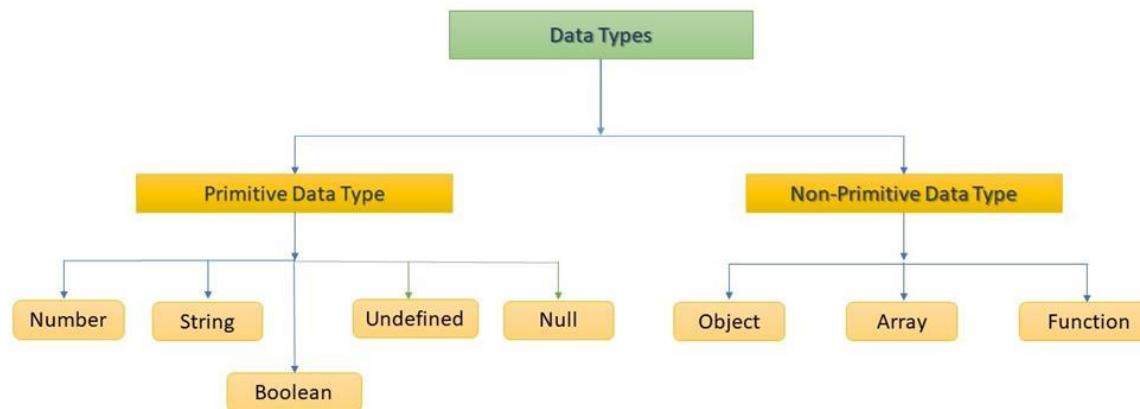 Data Types
Primitive Data Type
Non-Primitive Data Type
Number
String
Undefined
Null
Object
Array
Function
Boolean